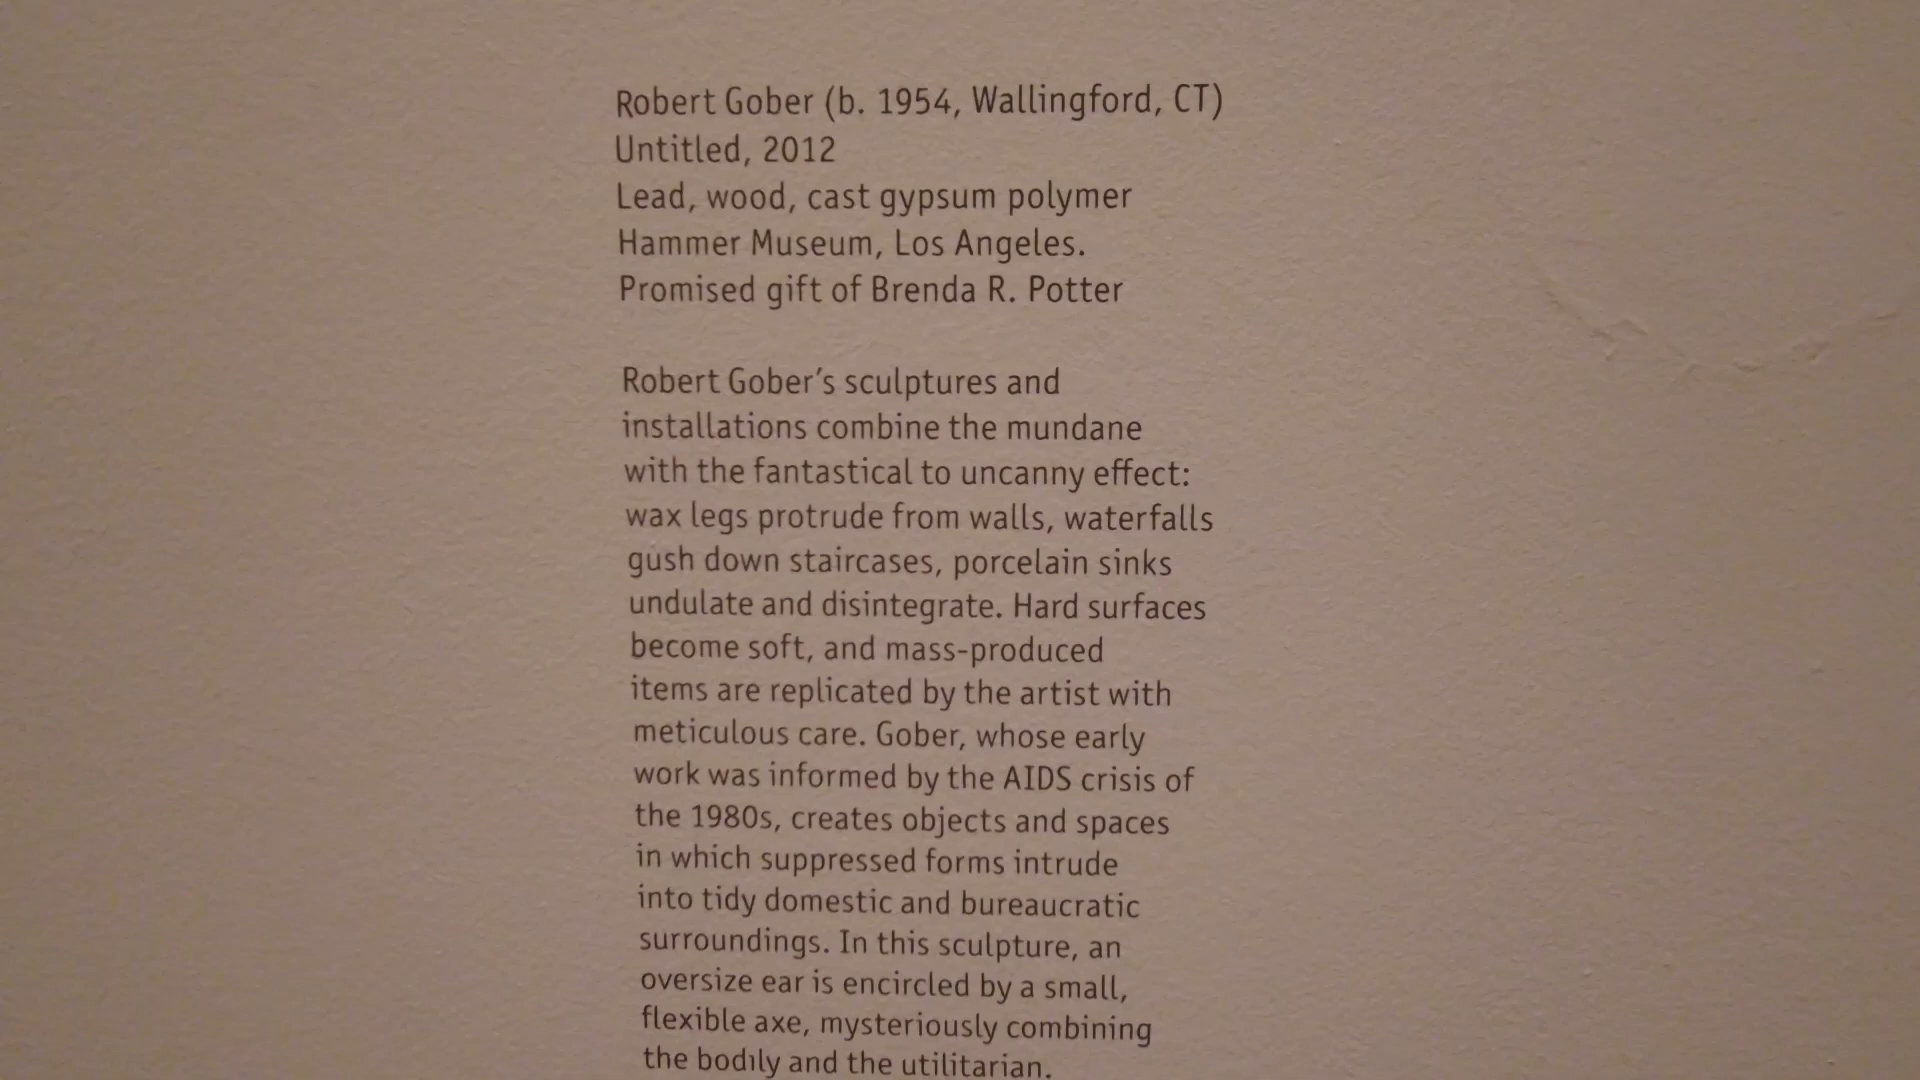 Robert Gober (b. 1954, Wallingford, CT)
Untitled, 2012
Lead, wood, cast gypsum polymer
Hammer Museum, Los Angeles.
Promised gift of Brenda R. Potter
Robert Gober’s sculptures and
installations combine the mundane
with the fantastical to uncanny effect:
wax legs protrude from walls, waterfalls
gush down staircases, porcelain sinks
undulate and disintegrate. Hard surfaces
become soft, and mass-produced
items are replicated by the artist with
meticulous care. Gober, whose early
work was informed by the AIDS crisis of
the 1980s, creates objects and spaces
in which suppressed forms intrude
into tidy domestic and bureaucratic
surroundings. In this sculpture, an
oversize ear is encircled by a small,
flexible axe, mysteriously combining
the bodily and the utilitarian.